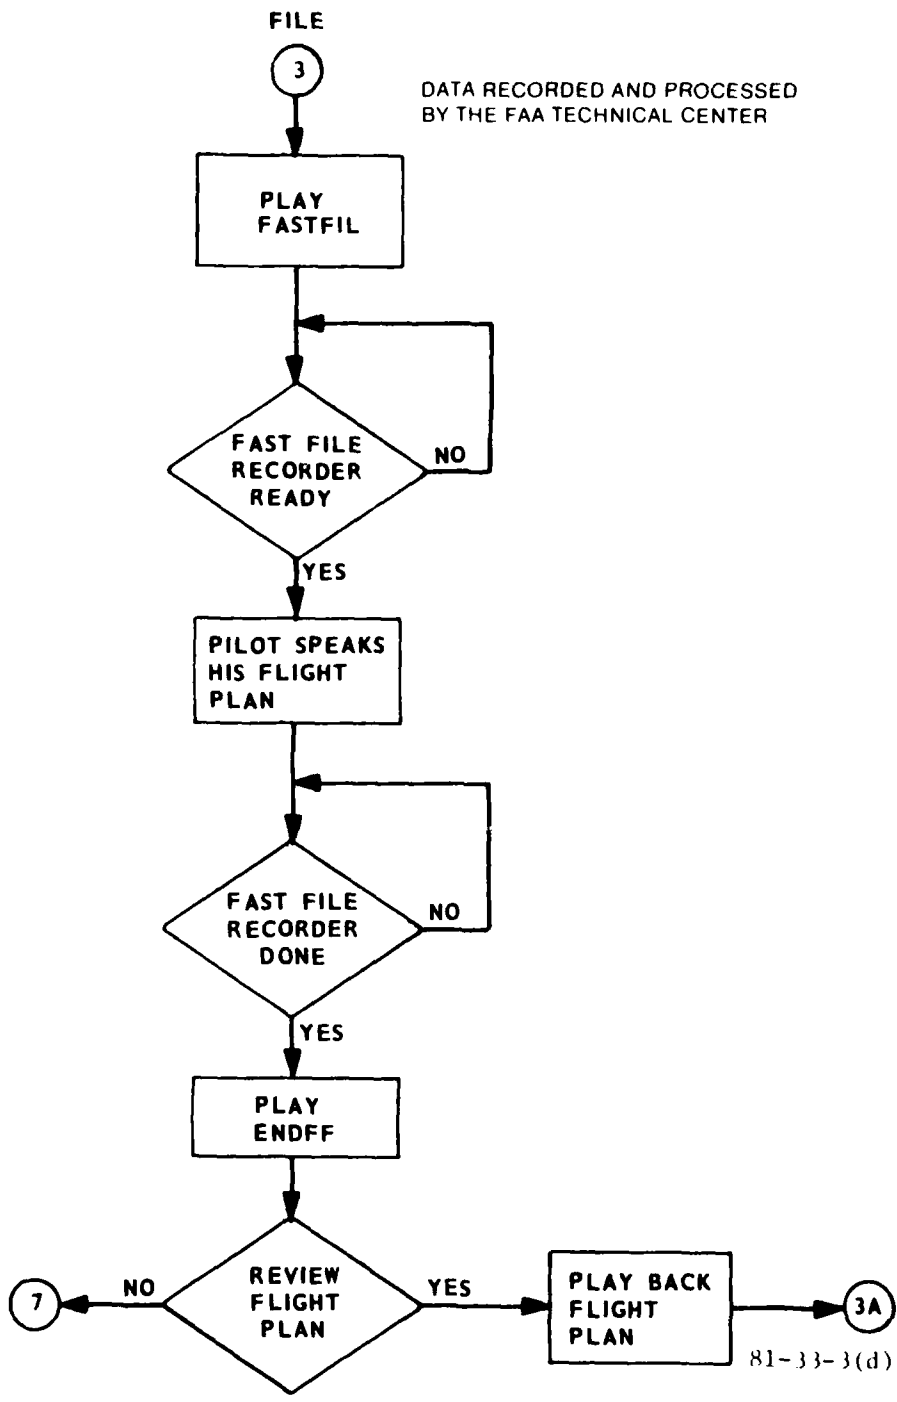 FILE
3
DATA RECORDED AND PROCESSED
BY THE FAA TECHNICAL CENTER
PLAY
FASTFIL
FAST FILE
RECORDER
READY
NO
YES
PILOT SPEAKS
HIS FLIGHT
PLAN
FAST FILE
RECORDER
DONE
NO
YES
PLAY
ENDFF
REVIEW
FLIGHT
PLAN
NO
7
YES
PLAY BACK
FLIGHT
PLAN
3A
81-33-3(d)